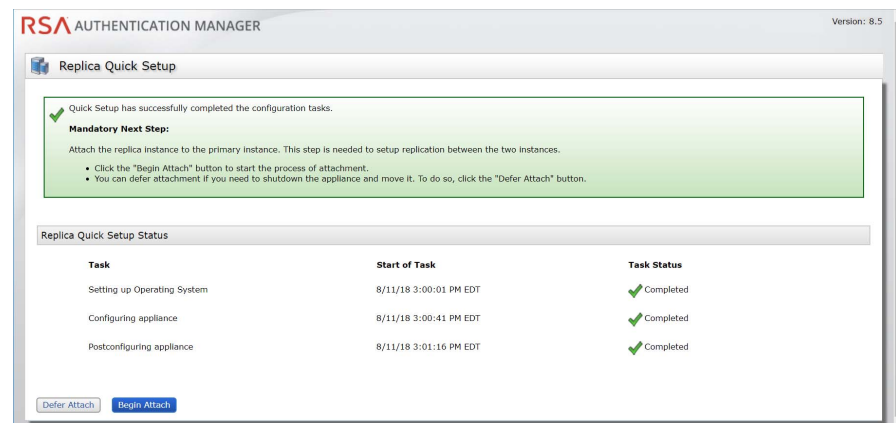 RSA AUTHENTICATION MANAGER
Version: 8.5
Replica Quick Setup
Quick Setup has successfully completed the configuration tasks.
Mandatory Next Step:
Attach the replica instance to the primary instance. This step is needed to setup replication between the two instances.
• Click the "Begin Attach" button to start the process of attachment.
• You can defer attachment if you need to shutdown the appliance and move it. To do so, click the "Defer Attach" button.
Replica Quick Setup Status
Task Start of Task Task Status
Setting up Operating System 8/11/18 3:00:01 PM EDT Completed
Configuring appliance 8/11/18 3:00:41 PM EDT Completed
Postconfiguring appliance 8/11/18 3:01:16 PM EDT Completed
Defer Attach Begin Attach